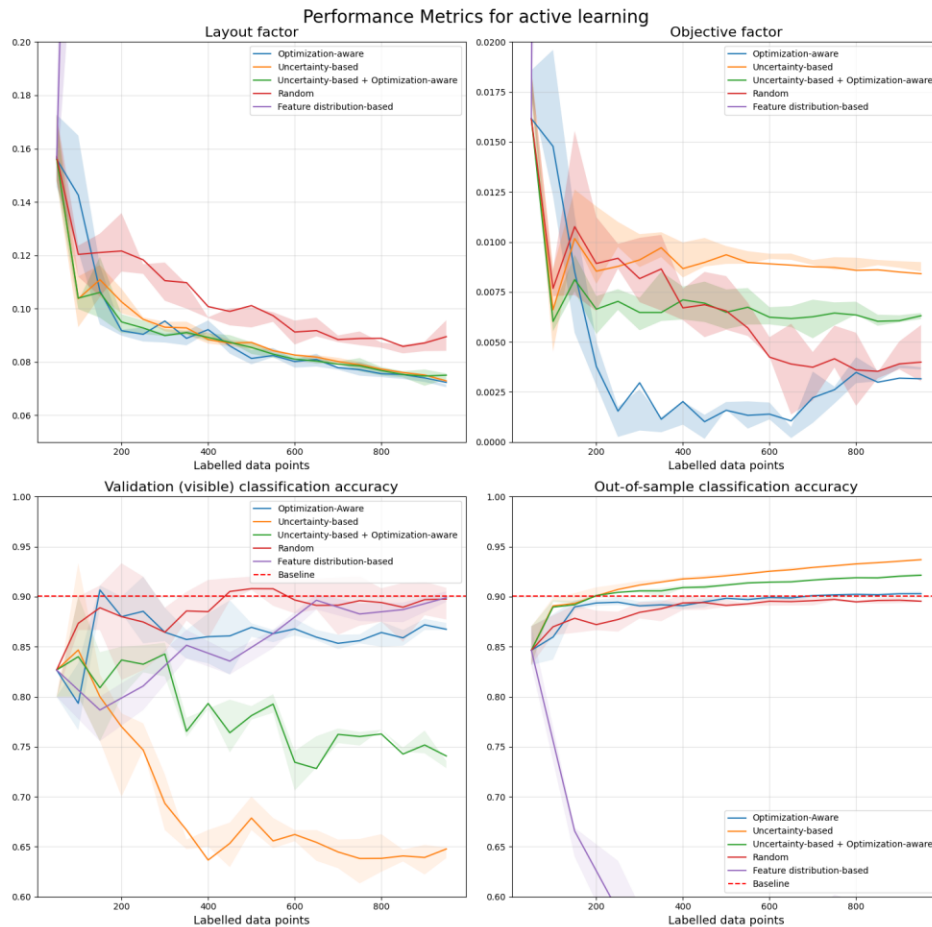 Performance Metrics for active learning
Layout factor
0.20
0.18
0.16
0.14
0.12
0.10
0.08
0.06
200
400
600
800
Labelled data points
Optimization-aware
Uncertainty-based
Uncertainty-based + Optimization-aware
Random
Feature distribution-based
Objective factor
0.0200
0.0175
0.0150
0.0125
0.0100
0.0075
0.0050
0.0025
0.0000
200
400
600
800
Labelled data points
Optimization-aware
Uncertainty-based
Uncertainty-based + Optimization-aware
Random
Feature distribution-based
Validation (visible) classification accuracy
1.00
0.95
0.90
0.85
0.80
0.75
0.70
0.65
0.60
200
400
600
800
Labelled data points
Optimization-Aware
Uncertainty-based
Uncertainty-based + Optimization-aware
Random
Feature distribution-based
Baseline
Out-of-sample classification accuracy
1.00
0.95
0.90
0.85
0.80
0.75
0.70
0.65
0.60
200
400
600
800
Labelled data points
Optimization-Aware
Uncertainty-based
Uncertainty-based + Optimization-aware
Random
Feature distribution-based
Baseline